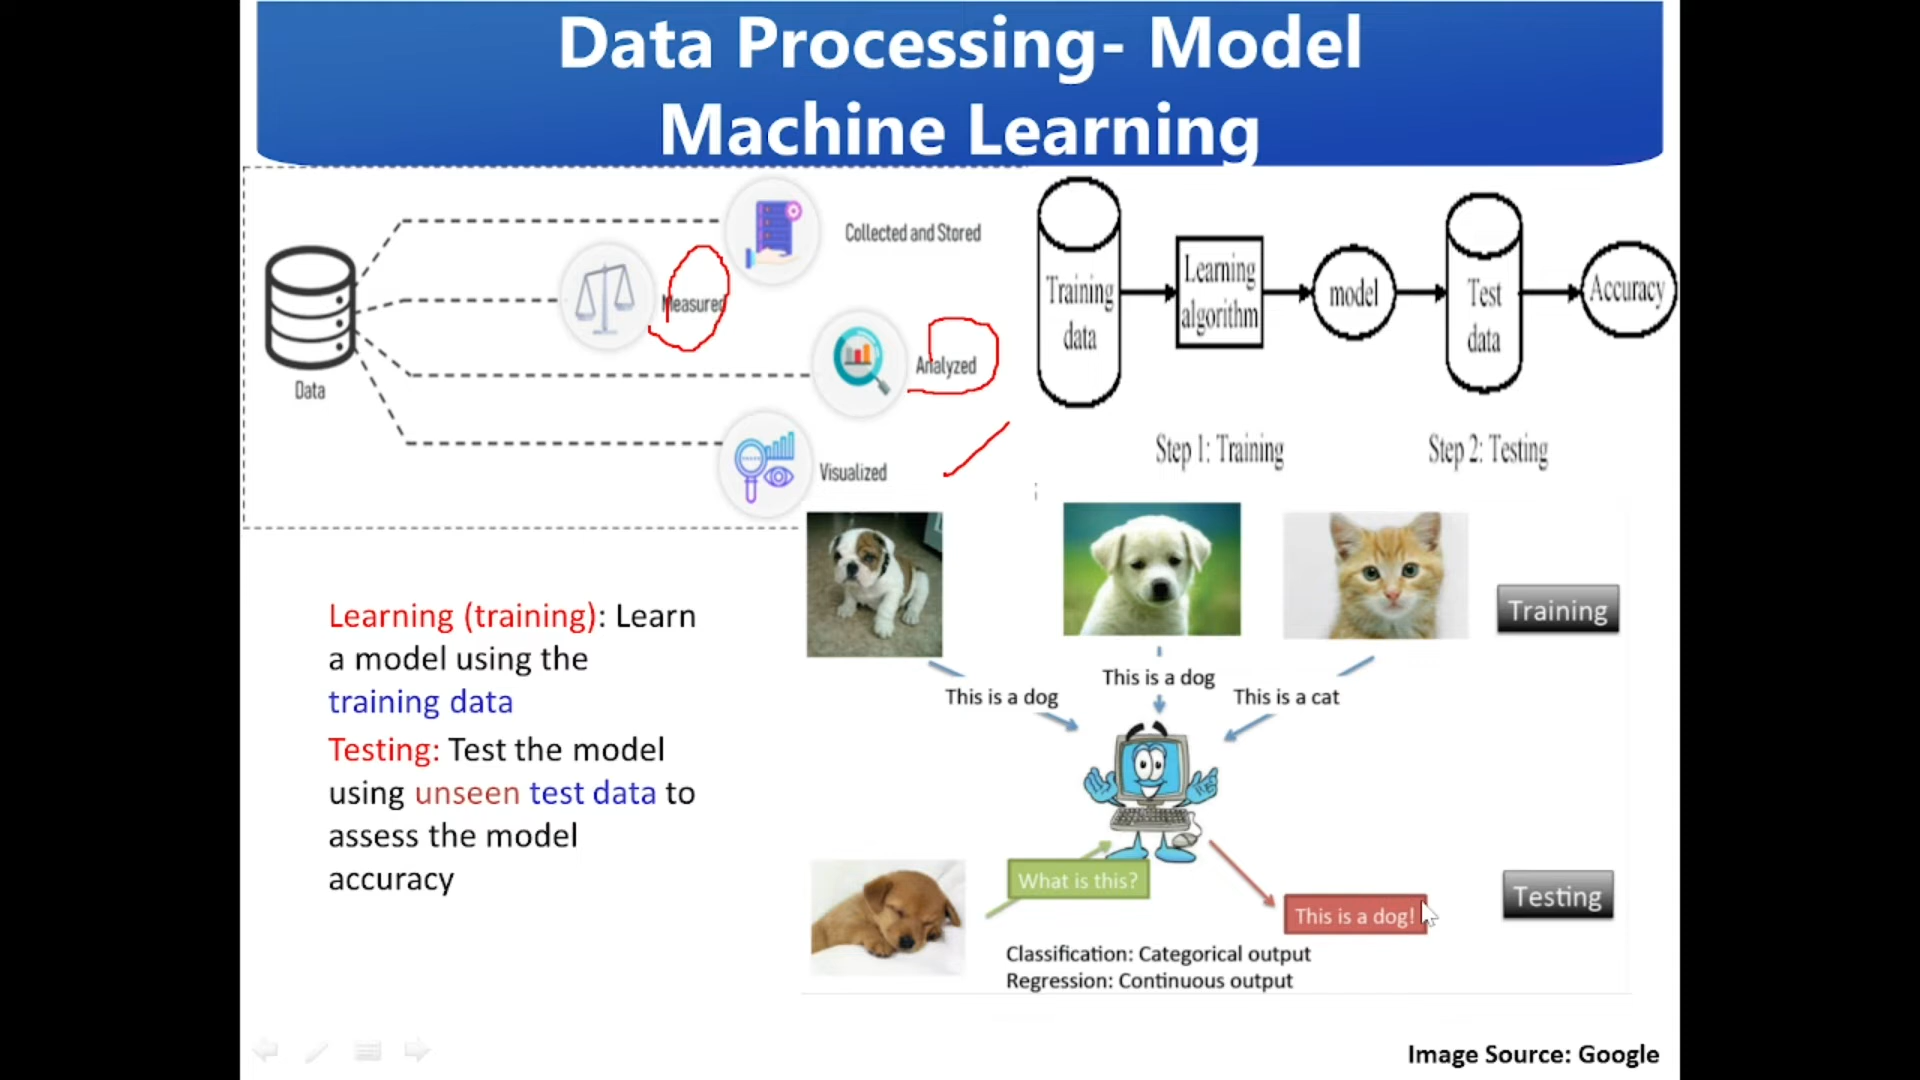 Data Processing- Model
Machine Learning
Collected and Stored
Measured
Analyzed
Visualized
Data
Training
data
Learning
algorithm
model
Test
data
Accuracy
Step 1: Training
Step 2: Testing
Learning (training): Learn
a model using the
training data
Testing: Test the model
using unseen test data to
assess the model
accuracy
Training
This is a dog
This is a dog
This is a cat
What is this?
This is a dog!
Testing
Classification: Categorical output
Regression: Continuous output
Image Source: Google